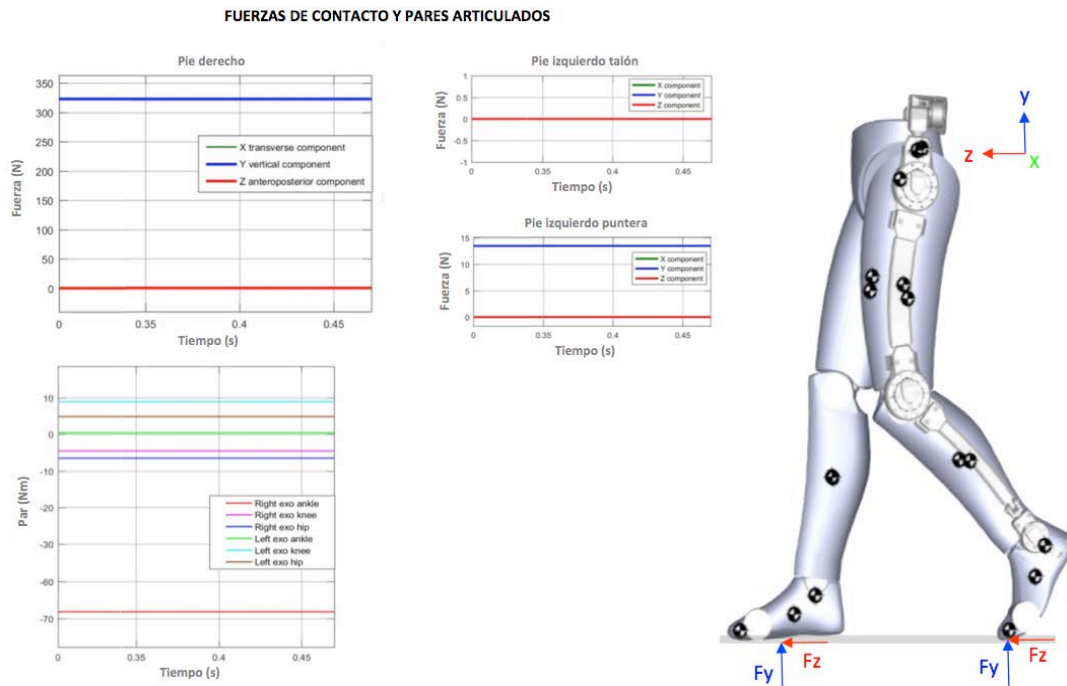 FUERZAS DE CONTACTO Y PARES ARTICULADOS
Pie derecho
Fuerza (N)
350
300
250
200
150
100
50
0
X transverse component
Y vertical component
Z anteroposterior component
0 0.35 0.4 0.45
Tiempo (s)
Pie izquierdo talón
Fuerza (N)
1
0.5
0
-0.5
-1
X component
Y component
Z component
0 0.35 0.4 0.45
Tiempo (s)
Pie izquierdo puntera
Fuerza (N)
15
10
5
0
X component
Y component
Z component
0 0.35 0.4 0.45
Tiempo (s)
Par (Nm)
10
0
-10
-20
-30
-40
-50
-60
-70
Right exo ankle
Right exo knee
Right exo hip
Left exo ankle
Left exo knee
Left exo hip
0 0.35 0.4 0.45
Tiempo (s)
y
z
x
Fz
Fy
Fz
Fy